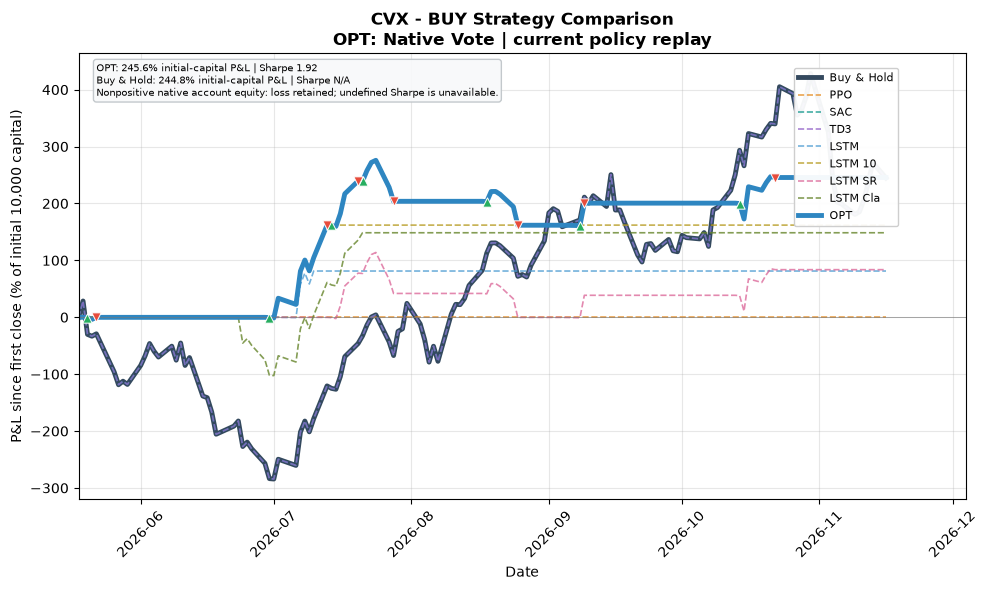 CVX - BUY Strategy Comparison
OPT: Native Vote | current policy replay
OPT: 245.6% initial-capital P&L | Sharpe 1.92
Buy & Hold: 244.8% initial-capital P&L | Sharpe N/A
Nonpositive native account equity: loss retained; undefined Sharpe is unavailable.
Buy & Hold
PPO
SAC
TD3
LSTM
LSTM 10
LSTM SR
LSTM Cla
OPT
P&L since first close (% of initial 10,000 capital)
400
300
200
100
0
−100
−200
−300
2026-06
2026-07
2026-08
2026-09
2026-10
2026-11
2026-12
Date